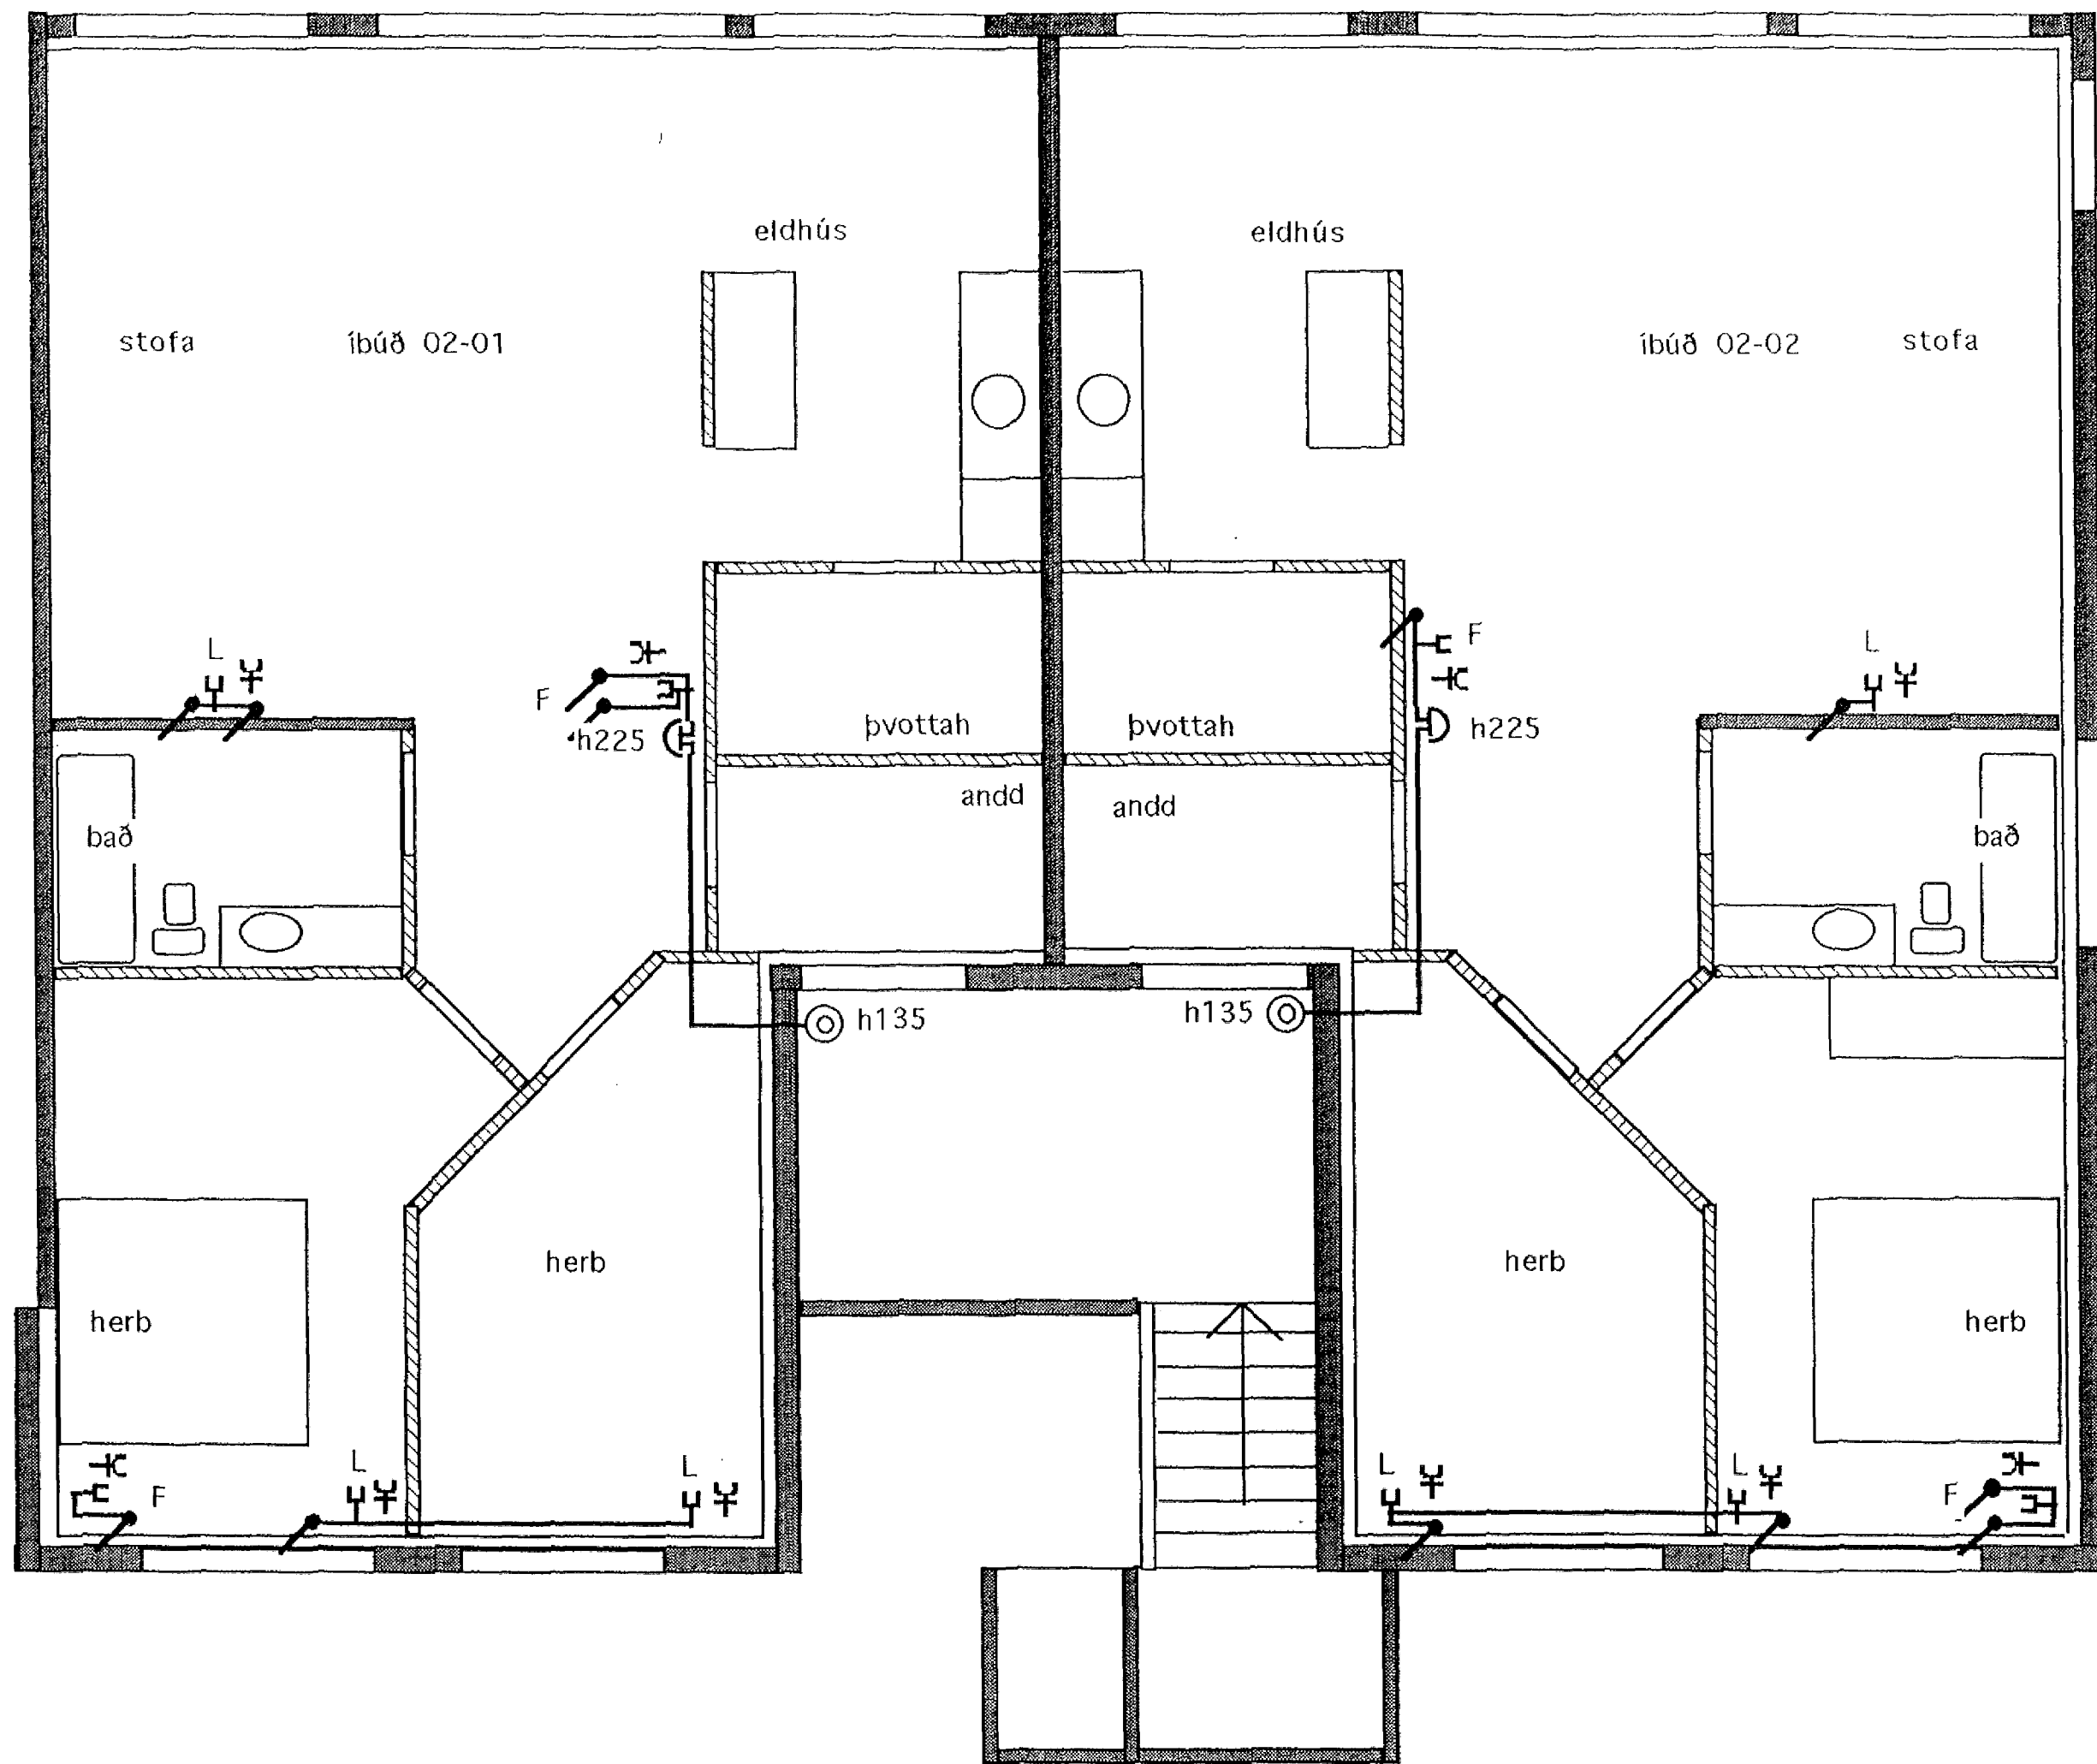 eldhús
eldhús
stofa
íbúð 02-01
íbúð 02-02
stofa
L
F
F
L
h225
þvottah
þvottah
h225
andd
andd
bað
bað
h135
h135
herb
herb
herb
herb
L
L
L
L
F
F